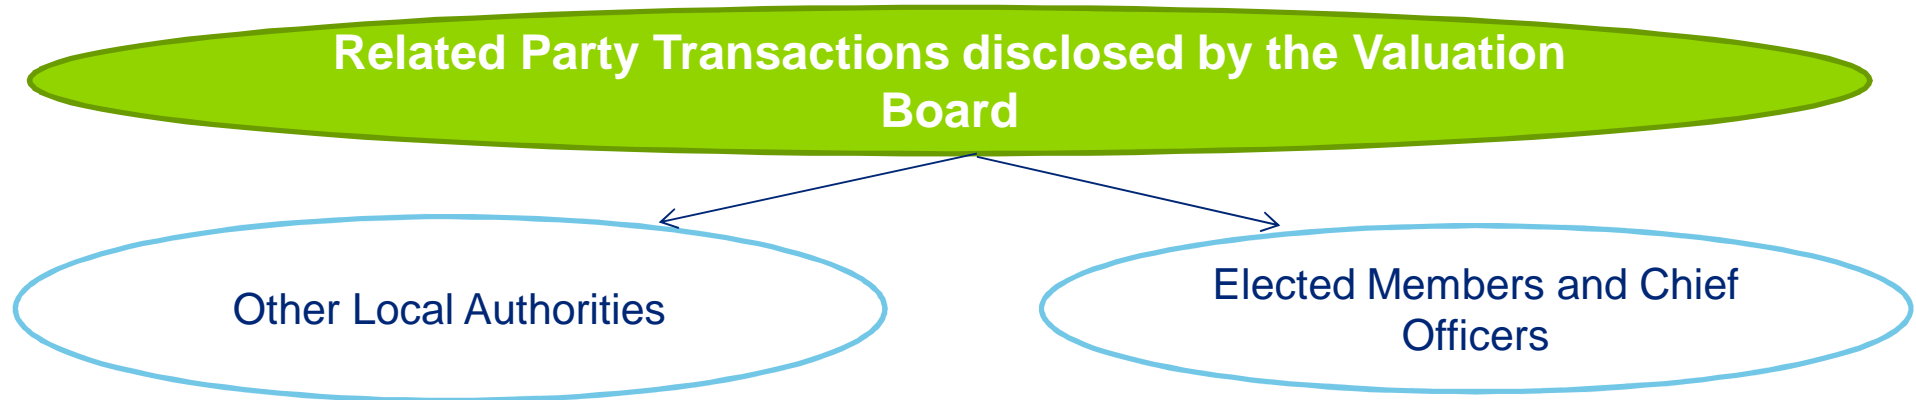 Related Party Transactions disclosed by the Valuation
Board
Other Local Authorities
Elected Members and Chief
Officers